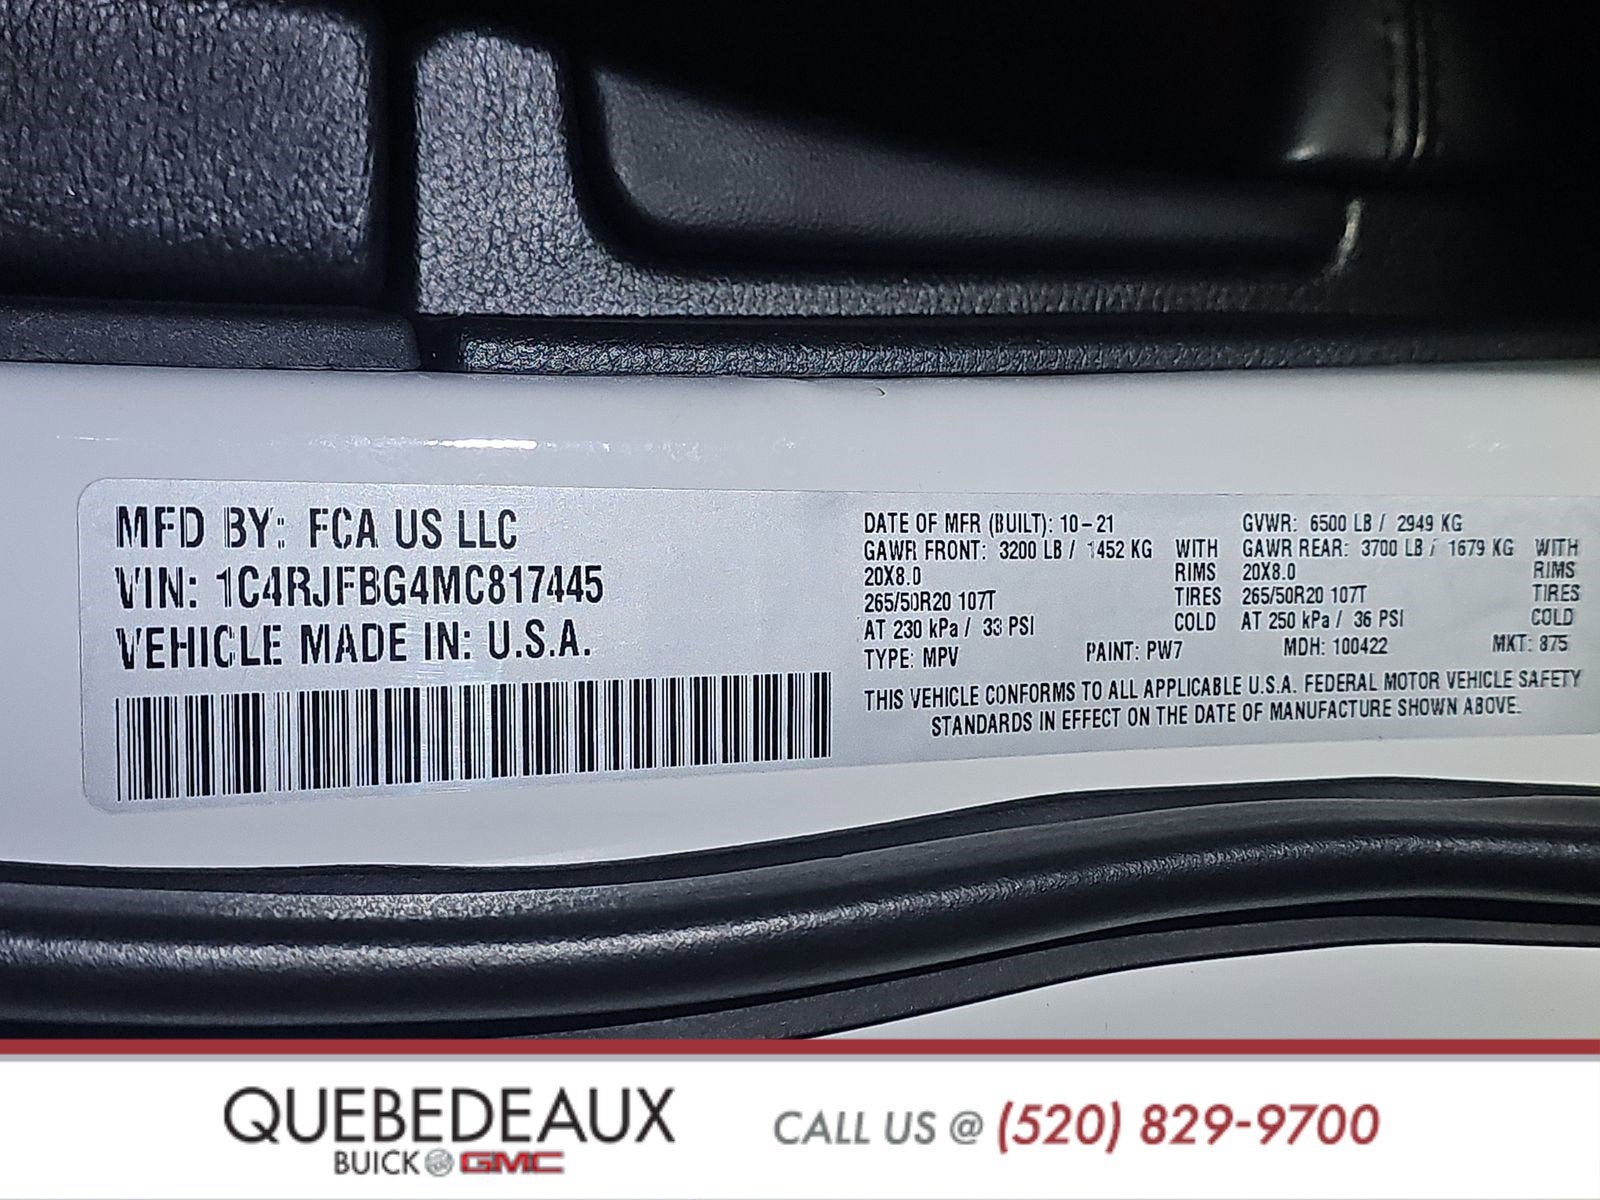 MFD BY: FCA US LLC
VIN: 1C4RJFBG4MC817445
VEHICLE MADE IN: U.S.A.
DATE OF MFR (BUILT): 10-21 GVWR: 6500 LB / 2949 KG
GAWR FRONT: 3200 LB / 1452 KG WITH GAWR REAR: 3700 LB / 1679 KG WITH
20X8.0 RIMS 20X8.0 RIMS
265/50R20 107T TIRES 265/50R20 107T TIRES
AT 230 kPa / 33 PSI COLD AT 250 kPa / 36 PSI COLD
TYPE: MPV PAINT: PW7 MDH: 100422 MKT: 875
THIS VEHICLE CONFORMS TO ALL APPLICABLE U.S.A. FEDERAL MOTOR VEHICLE SAFETY
STANDARDS IN EFFECT ON THE DATE OF MANUFACTURE SHOWN ABOVE.
QUEBEDEAUX
BUICK GMC
CALL US @ (520) 829-9700